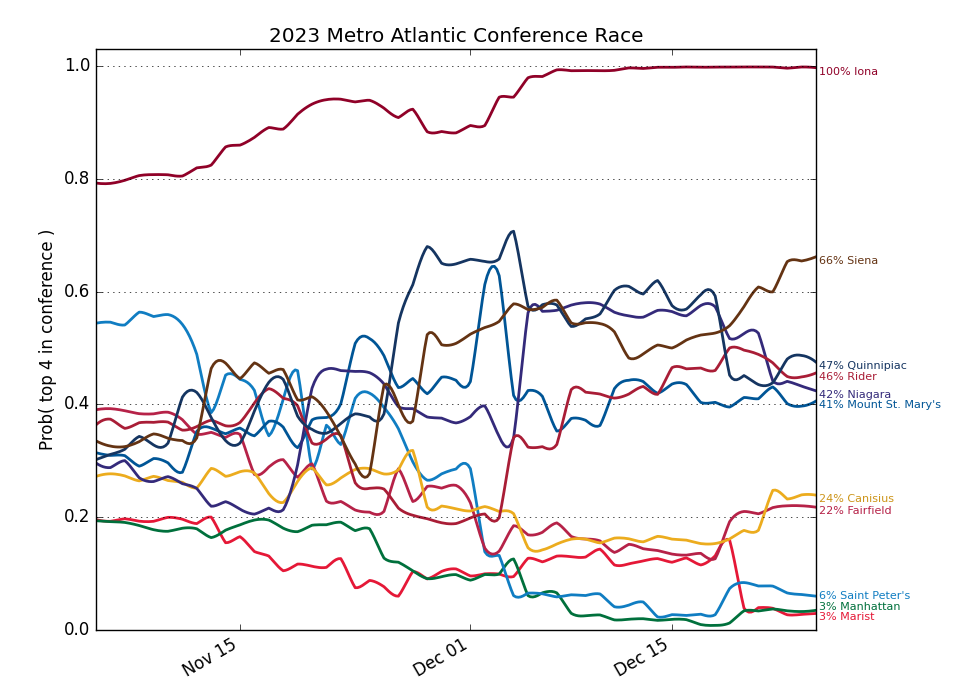 2023 Metro Atlantic Conference Race
1.0
0.8
0.6
0.4
0.2
0.0
Prob( top 4 in conference )
Nov 15
Dec 01
Dec 15
100% Iona
66% Siena
47% Quinnipiac
46% Rider
42% Niagara
41% Mount St. Mary's
24% Canisius
22% Fairfield
6% Saint Peter's
3% Manhattan
3% Marist